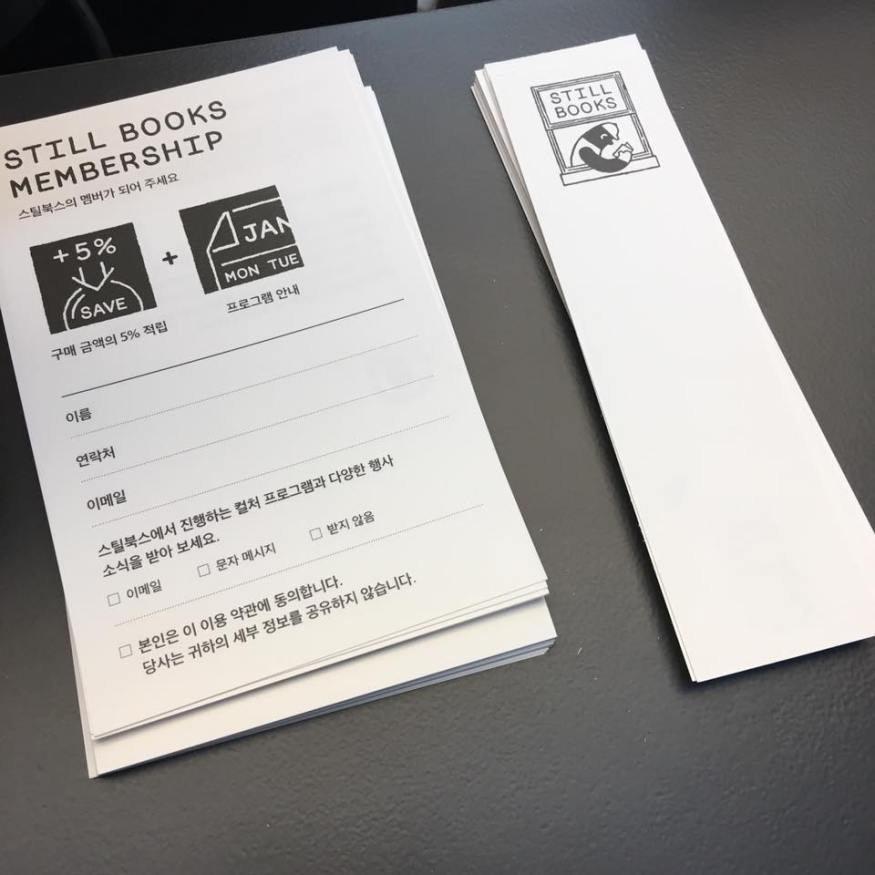 STILL BOOKS
MEMBERSHIP
스틸북스의 멤버가 되어 주세요
+5%
SAVE
+
JAN
MON TUE
구매 금액의 5% 적립
프로그램 안내
이름
연락처
이메일
스틸북스에서 진행하는 컬처 프로그램과 다양한 행사
소식을 받아 보세요.
□ 이메일 □ 문자 메시지 □ 받지 않음
□ 본인은 이 이용 약관에 동의합니다.
당사는 귀하의 세부 정보를 공유하지 않습니다.
STILL
BOOKS